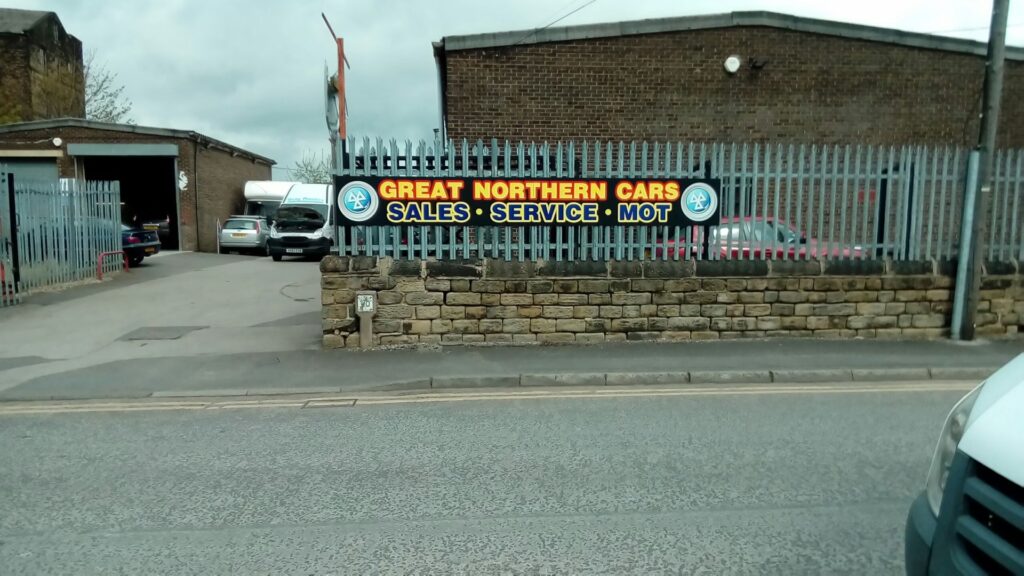 GREAT NORTHERN CARS
SALES · SERVICE · MOT